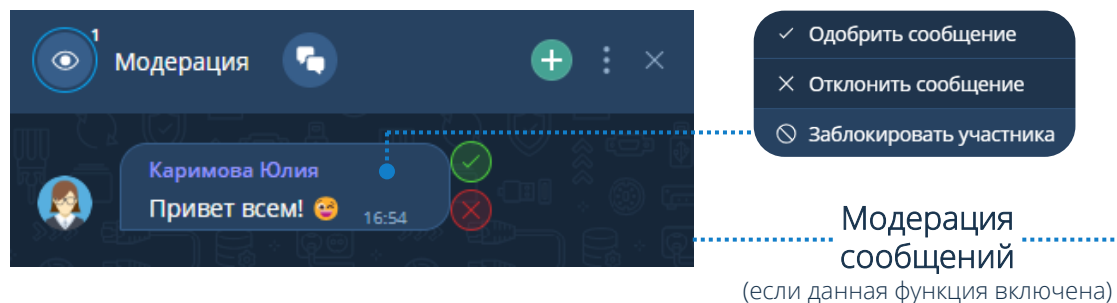 1
Модерация
Каримова Юлия
Привет всем! 😉
16:54
Одобрить сообщение
Отклонить сообщение
Заблокировать участника
Модерация
сообщений
(если данная функция включена)